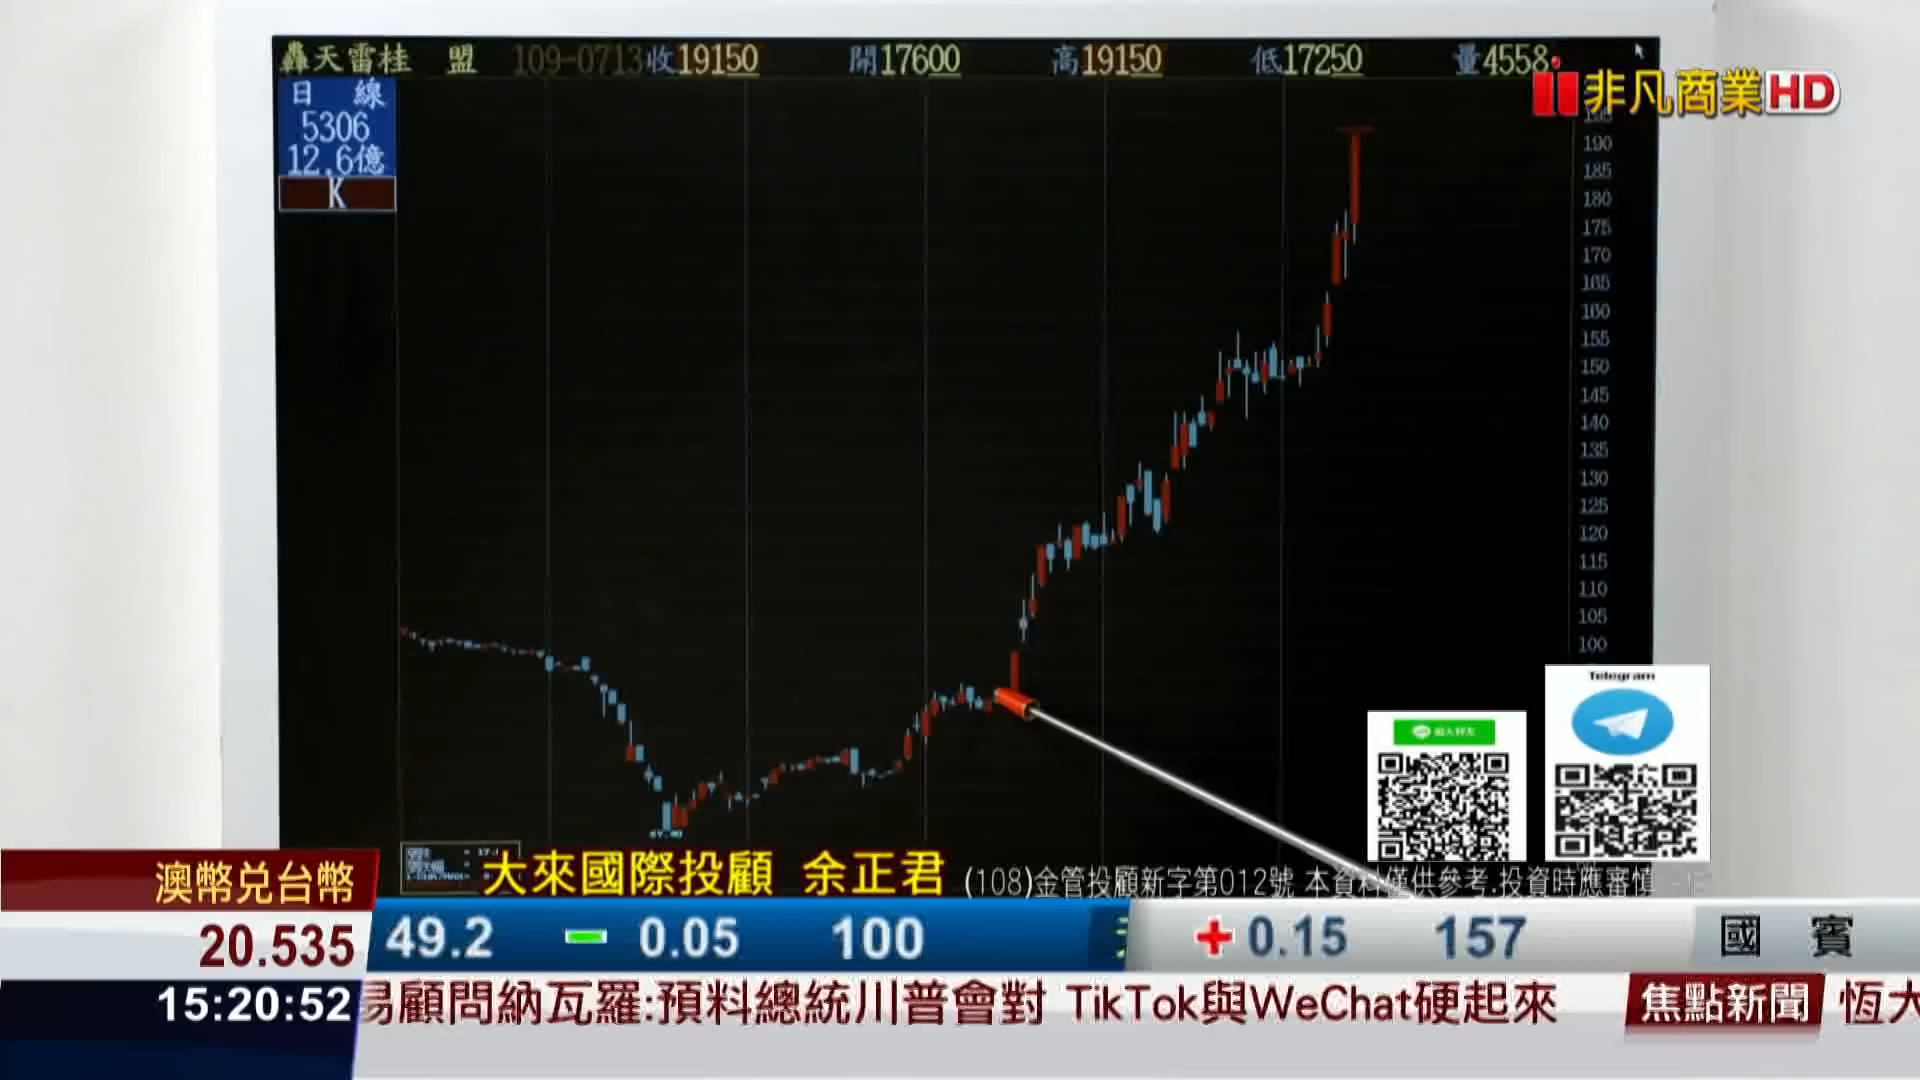 轟天雷桂 盟 109-0713收19150 開17600 高19150 低17250 量4558
日 線
5306
12.6億
K
非凡商業HD
190
185
180
175
170
165
160
155
150
145
140
135
130
125
120
115
110
105
100
Telegram
大來國際投顧 余正君 (108)金管投顧新字第012號 本資料僅供參考.投資時應審慎
澳幣兌台幣
20.535
49.2 0.05 100 0.15 157 國 賓
15:20:52
易顧問納瓦羅:預料總統川普會對 TikTok與WeChat硬起來 焦點新聞 恆大